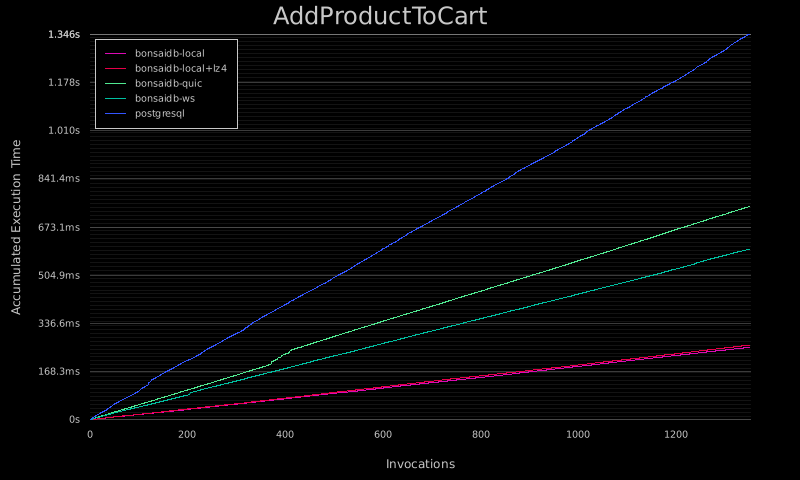 AddProductToCart
1.346s
1.178s
1.010s
841.4ms
673.1ms
504.9ms
336.6ms
168.3ms
0s
Accumulated Execution Time
bonsaidb-local
bonsaidb-local+lz4
bonsaidb-quic
bonsaidb-ws
postgresql
0 200 400 600 800 1000 1200
Invocations